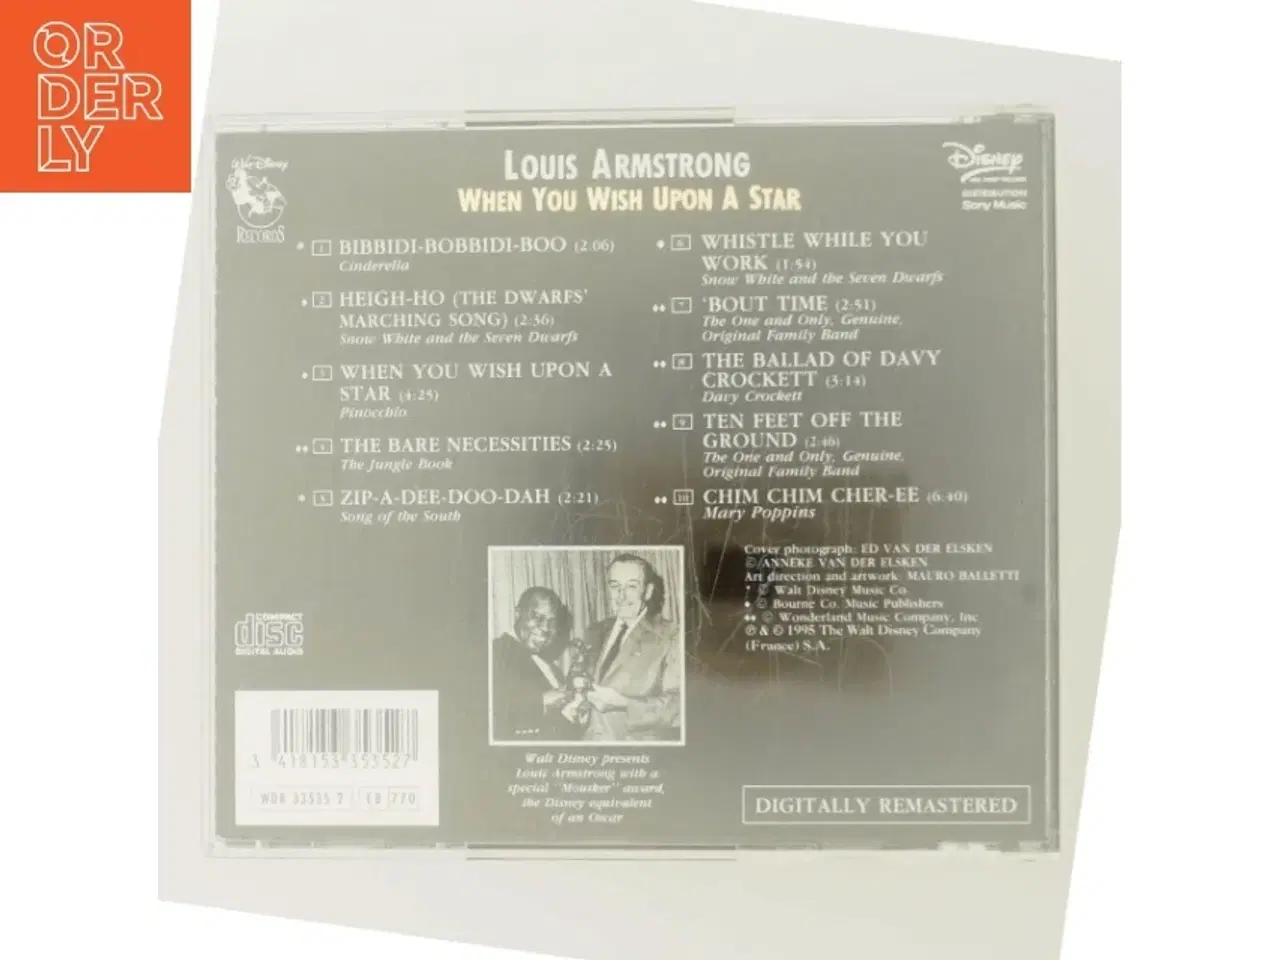 ORDERLY
LOUIS ARMSTRONG
WHEN YOU WISH UPON A STAR
Walt Disney
RECORDS
DISNEY
DISTRIBUTION
Sony Music
* 1 BIBBIDI-BOBBIDI-BOO (2:06)
Cinderella
♦ 2 HEIGH-HO (THE DWARFS'
MARCHING SONG) (2:36)
Snow White and the Seven Dwarfs
♦ 3 WHEN YOU WISH UPON A
STAR (4:25)
Pinocchio
♦♦ 4 THE BARE NECESSITIES (2:25)
The Jungle Book
* 5 ZIP-A-DEE-DOO-DAH (2:21)
Song of the South
♦ 6 WHISTLE WHILE YOU
WORK (1:54)
Snow White and the Seven Dwarfs
♦♦ 7 'BOUT TIME (2:51)
The One and Only, Genuine,
Original Family Band
♦♦ 8 THE BALLAD OF DAVY
CROCKETT (3:14)
Davy Crockett
♦♦ 9 TEN FEET OFF THE
GROUND (2:46)
The One and Only, Genuine,
Original Family Band
♦♦ 10 CHIM CHIM CHER-EE (6:40)
Mary Poppins
Cover photograph: ED VAN DER ELSKEN
© ANNEKE VAN DER ELSKEN
Art direction and artwork: MAURO BALLETTI
* © Walt Disney Music Co.
♦ © Bourne Co. Music Publishers
♦♦ © Wonderland Music Company, Inc
℗ & © 1995 The Walt Disney Company
(France) S.A.
COMPACT
disc
DIGITAL AUDIO
3 418153 353527
WDR 33535 7
770
Walt Disney presents
Louis Armstrong with a
special "Mousker" award,
the Disney equivalent
of an Oscar
DIGITALLY REMASTERED